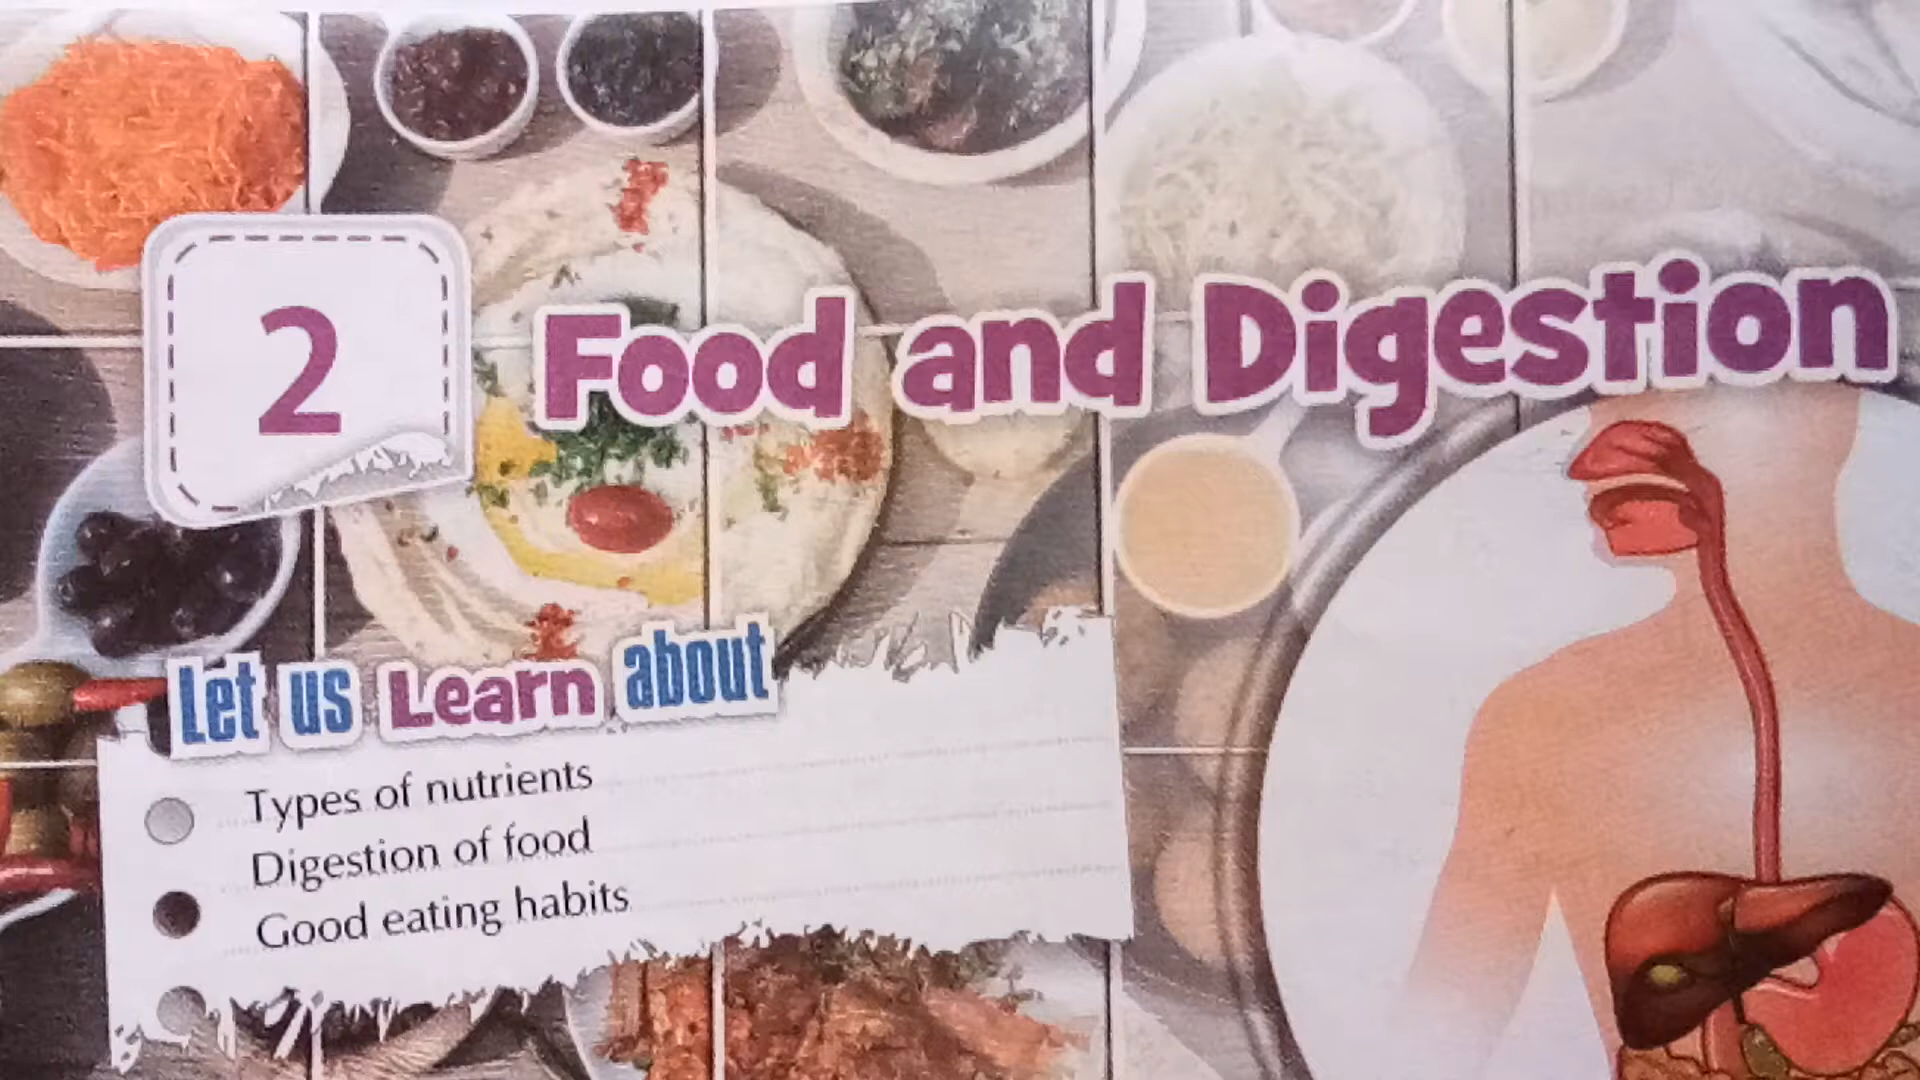 2
Food and Digestion
Let us Learn about
Types of nutrients
Digestion of food
Good eating habits